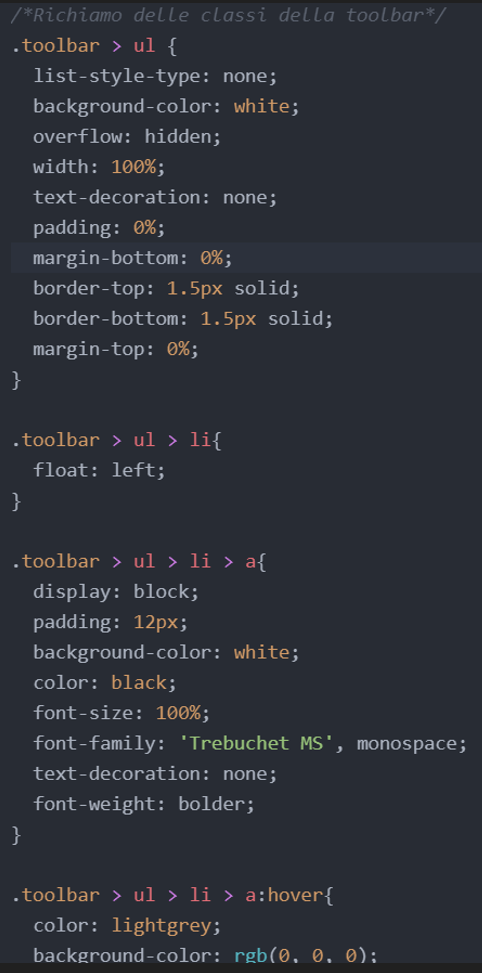 /*Richiamo delle classi della toolbar*/
.toolbar > ul {
  list-style-type: none;
  background-color: white;
  overflow: hidden;
  width: 100%;
  text-decoration: none;
  padding: 0%;
  margin-bottom: 0%;
  border-top: 1.5px solid;
  border-bottom: 1.5px solid;
  margin-top: 0%;
}

.toolbar > ul > li{
  float: left;
}

.toolbar > ul > li > a{
  display: block;
  padding: 12px;
  background-color: white;
  color: black;
  font-size: 100%;
  font-family: 'Trebuchet MS', monospace;
  text-decoration: none;
  font-weight: bolder;
}

.toolbar > ul > li > a:hover{
  color: lightgrey;
  background-color: rgb(0, 0, 0);